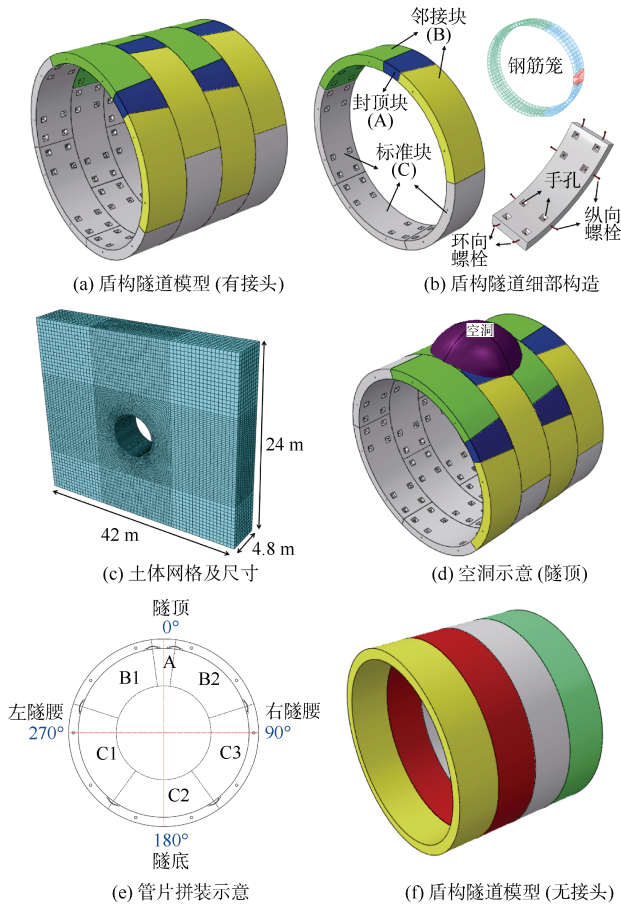 邻接块
(B)
封顶块
(A)
标准块
(C)
钢筋笼
手孔
纵向
螺栓
环向
螺栓
(a) 盾构隧道模型 (有接头)
(b) 盾构隧道细部构造
24 m
42 m
4.8 m
(c) 土体网格及尺寸
空洞
(d) 空洞示意 (隧顶)
隧顶
0°
A
B1
B2
左隧腰
270°
右隧腰
90°
C1
C3
C2
180°
隧底
(e) 管片拼装示意
(f) 盾构隧道模型 (无接头)